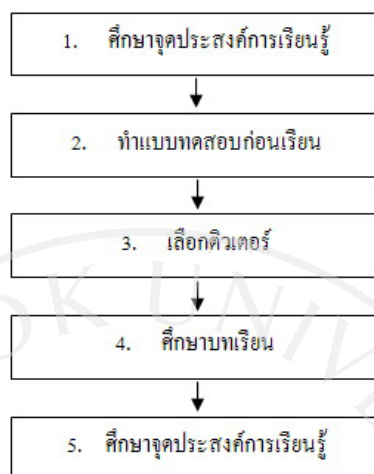 1. ศึกษาจุดประสงค์การเรียนรู้
2. ทำแบบทดสอบก่อนเรียน
3. เลือกติวเตอร์
4. ศึกษาบทเรียน
5. ศึกษาจุดประสงค์การเรียนรู้